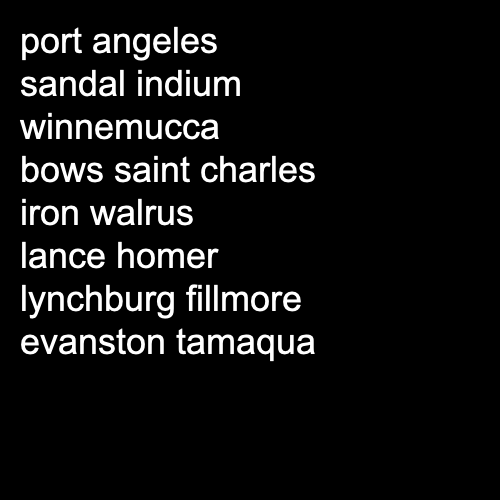 port angeles
sandal indium
winnemucca
bows saint charles
iron walrus
lance homer
lynchburg fillmore
evanston tamaqua